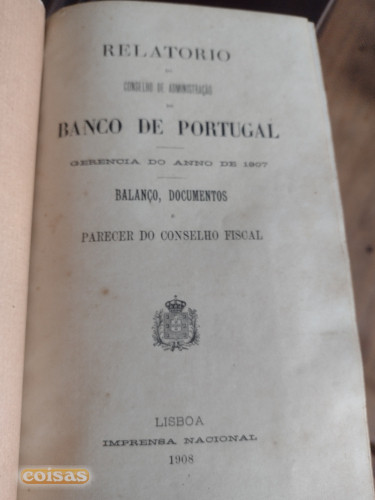 RELATORIO
DO
CONSELHO DE ADMINISTRAÇÃO
DO
BANCO DE PORTUGAL
GERENCIA DO ANNO DE 1907
BALANÇO, DOCUMENTOS
E
PARECER DO CONSELHO FISCAL
LISBOA
IMPRENSA NACIONAL
1908
coisas